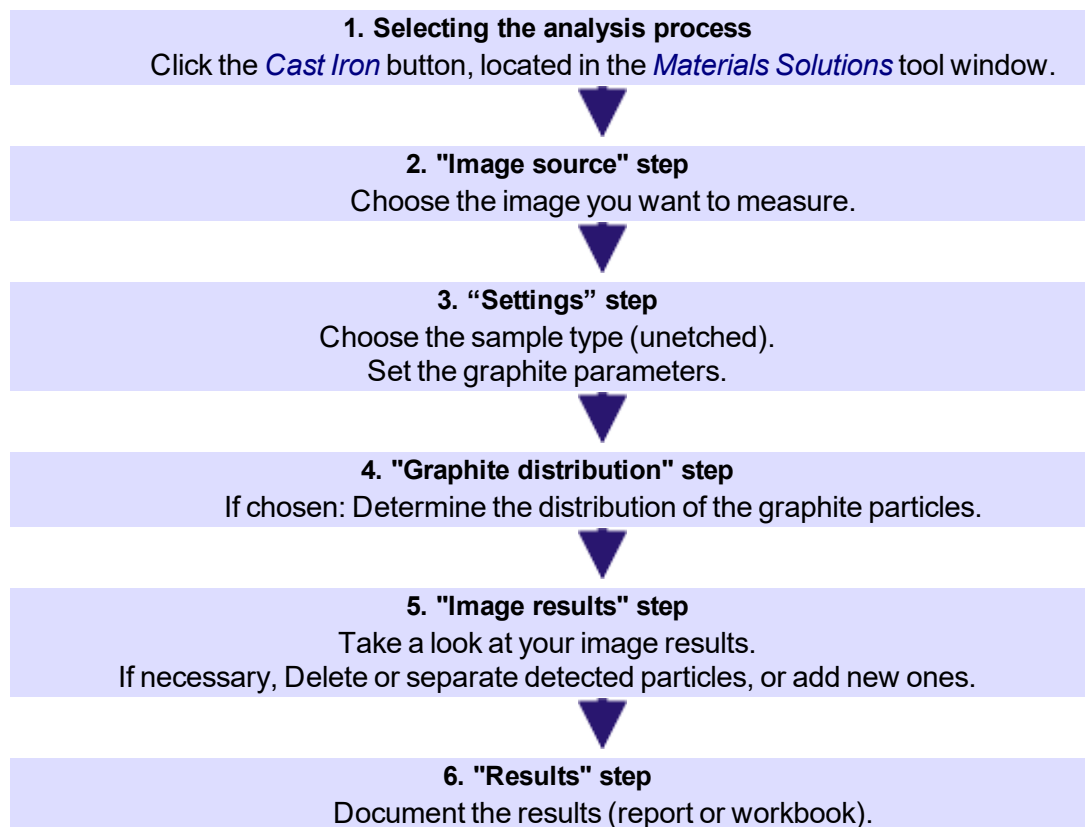 1. Selecting the analysis process
Click the Cast Iron button, located in the Materials Solutions tool window.
2. "Image source" step
Choose the image you want to measure.
3. “Settings” step
Choose the sample type (unetched).
Set the graphite parameters.
4. "Graphite distribution" step
If chosen: Determine the distribution of the graphite particles.
5. "Image results" step
Take a look at your image results.
If necessary, Delete or separate detected particles, or add new ones.
6. "Results" step
Document the results (report or workbook).